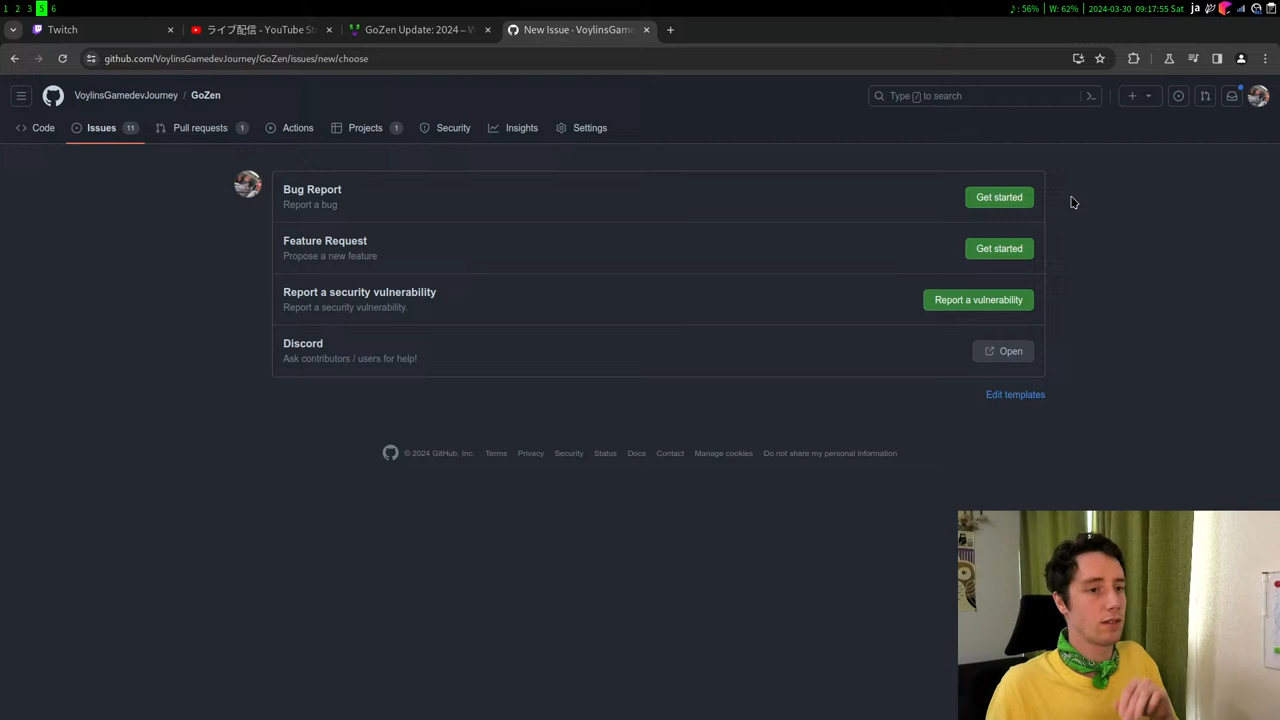 1 2 3 5 6
♪: 56% W: 62% 2024-03-30 09:17:55 Sat ja
Twitch
ライブ配信 - YouTube St
GoZen Update: 2024 – W
New Issue · VoylinsGame
github.com/VoylinsGamedevJourney/GoZen/issues/new/choose
VoylinsGamedevJourney / GoZen
Type / to search
Code
Issues 11
Pull requests 1
Actions
Projects 1
Security
Insights
Settings
Bug Report
Report a bug
Get started
Feature Request
Propose a new feature
Get started
Report a security vulnerability
Report a security vulnerability.
Report a vulnerability
Discord
Ask contributors / users for help!
Open
Edit templates
© 2024 GitHub, Inc. Terms Privacy Security Status Docs Contact Manage cookies Do not share my personal information